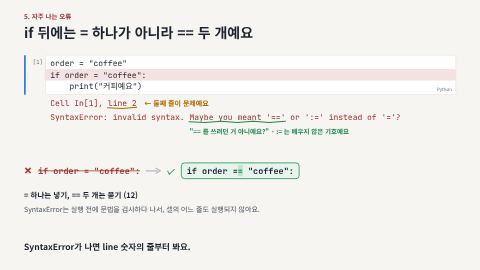 5. 자주 나는 오류
if 뒤에는 = 하나가 아니라 == 두 개예요
[1]
order = "coffee"
if order = "coffee":
    print("커피예요")
Python
Cell In[1], line 2 ← 둘째 줄이 문제예요
SyntaxError: invalid syntax. Maybe you meant '==' or ':=' instead of '='?
"== 를 쓰려던 거 아니에요?" · := 는 배우지 않은 기호예요
✕ if order = "coffee": → ✓ if order == "coffee":
= 하나는 넣기, == 두 개는 묻기 (12)
SyntaxError는 실행 전에 문법을 검사하다 나서, 셀의 어느 줄도 실행되지 않아요.
SyntaxError가 나면 line 숫자의 줄부터 봐요.